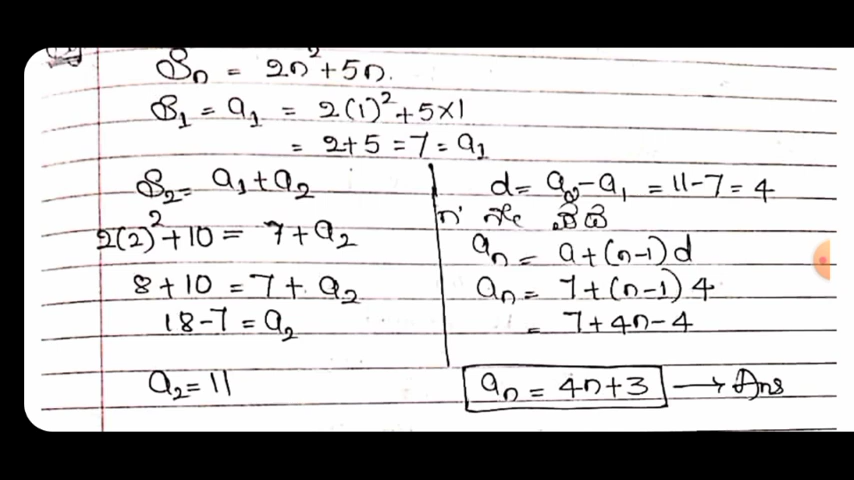 Sn = 2n²+5n.
S₁ = a₁ = 2(1)²+5×1
= 2+5 = 7 = a₁
S₂ = a₁+a₂
2(2)²+10 = 7+a₂
8+10 = 7+a₂
18-7 = a₂
a₂ = 11
d = a₂-a₁ = 11-7 = 4
n ನೇ ಪದ
an = a+(n-1)d
an = 7+(n-1)4
= 7+4n-4
an = 4n+3 → Ans